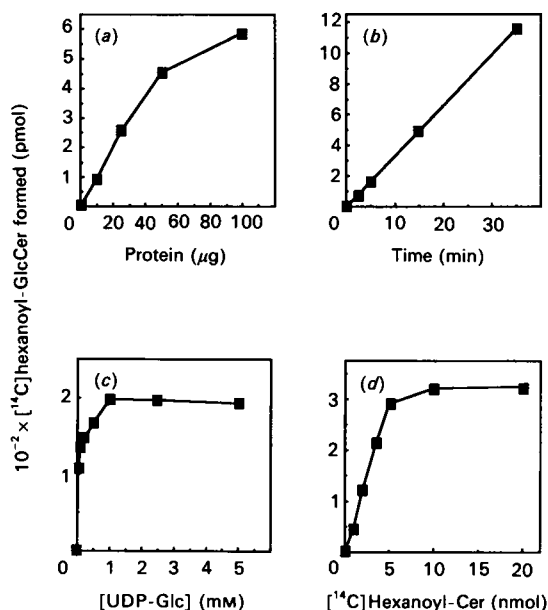 10⁻² × [¹⁴C]hexanoyl-GlcCer formed (pmol)
(a)
6
5
4
3
2
1
0 20 40 60 80 100
Protein (µg)
(b)
12
10
8
6
4
2
0 10 20 30
Time (min)
(c)
2
1
0 1 2 3 4 5
[UDP-Glc] (mM)
(d)
3
2
1
0 5 10 15 20
[¹⁴C]Hexanoyl-Cer (nmol)